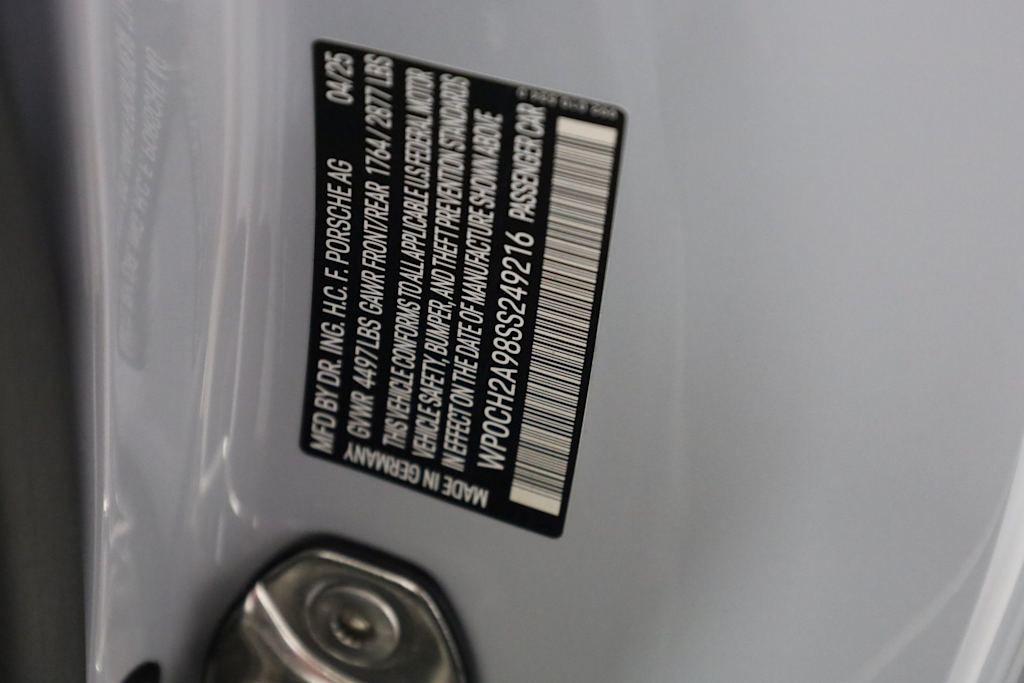 MFD BY DR. ING. H.C. F. PORSCHE AG 04/25
GVWR 4497 LBS GAWR FRONT/REAR 1764 / 2877 LBS
THIS VEHICLE CONFORMS TO ALL APPLICABLE U.S FEDERAL MOTOR
VEHICLE SAFETY, BUMPER, AND THEFT PREVENTION STANDARDS
IN EFFECT ON THE DATE OF MANUFACTURE SHOWN ABOVE
WP0CH2A98SS249216 PASSENGER CAR
MADE IN GERMANY